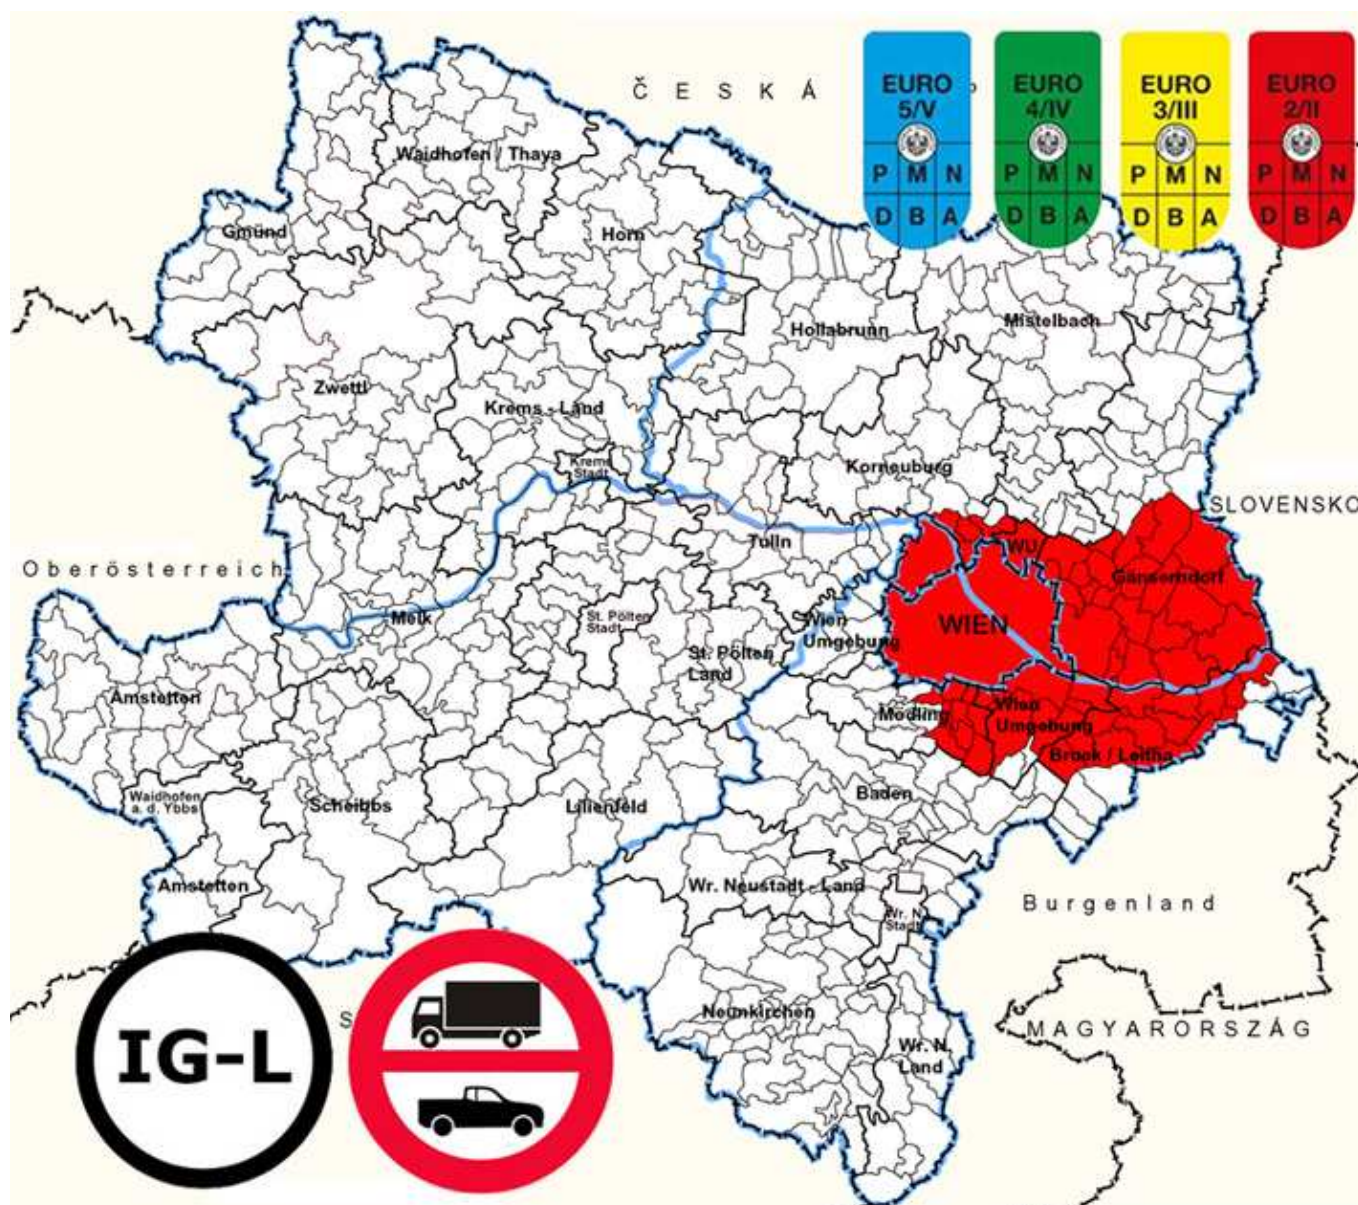 ČESKÁ
EURO
5/V
P M N
D B A
EURO
4/IV
P M N
D B A
EURO
3/III
P M N
D B A
EURO
2/II
P M N
D B A
Waidhofen / Thaya
Gmünd
Horn
Hollabrunn
Mistelbach
Zwettl
Krems - Land
Krems
Stadt
Korneuburg
SLOVENSKO
Tulln
WU
Gänserndorf
Oberösterreich
Melk
St. Pölten
Stadt
Wien
Umgebung
WIEN
St. Pölten
Land
Amstetten
Mödling
Wien
Umgebung
Bruck / Leitha
Waidhofen
a. d. Ybbs
Scheibbs
Lilienfeld
Baden
Amstetten
Wr. Neustadt - Land
Wr. N.
Stadt
Burgenland
Neunkirchen
MAGYARORSZÁG
Wr. N.
Land
IG-L
S